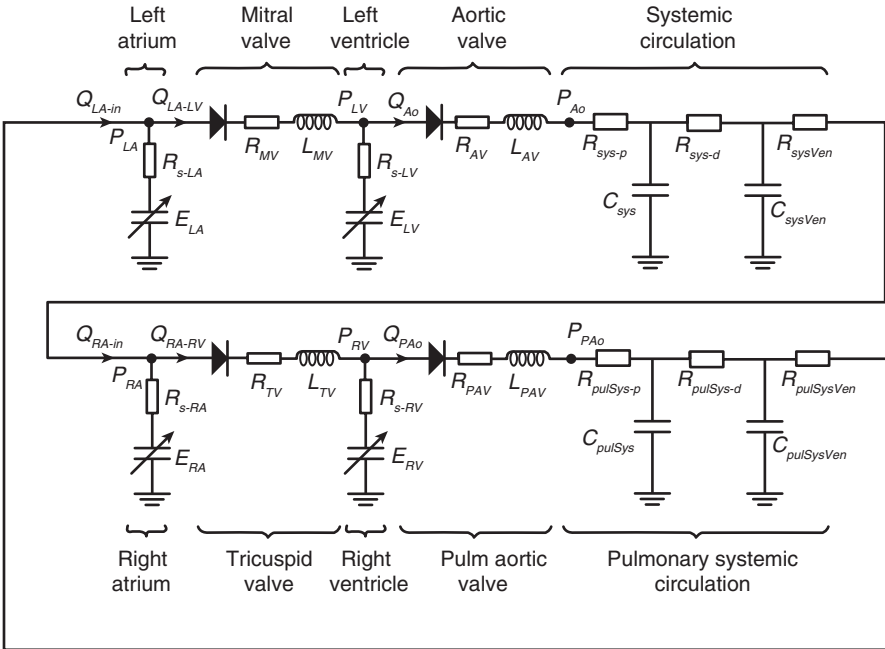 Left atrium
Mitral valve
Left ventricle
Aortic valve
Systemic circulation
Q_LA-in
Q_LA-LV
P_LV
Q_Ao
P_Ao
P_LA
R_MV
L_MV
R_AV
L_AV
R_sys-p
R_sys-d
R_sysVen
R_s-LA
R_s-LV
C_sys
C_sysVen
E_LA
E_LV
Q_RA-in
Q_RA-RV
P_RV
Q_PAo
P_PAo
P_RA
R_TV
L_TV
R_PAV
L_PAV
R_pulSys-p
R_pulSys-d
R_pulSysVen
R_s-RA
R_s-RV
C_pulSys
C_pulSysVen
E_RA
E_RV
Right atrium
Tricuspid valve
Right ventricle
Pulm aortic valve
Pulmonary systemic circulation